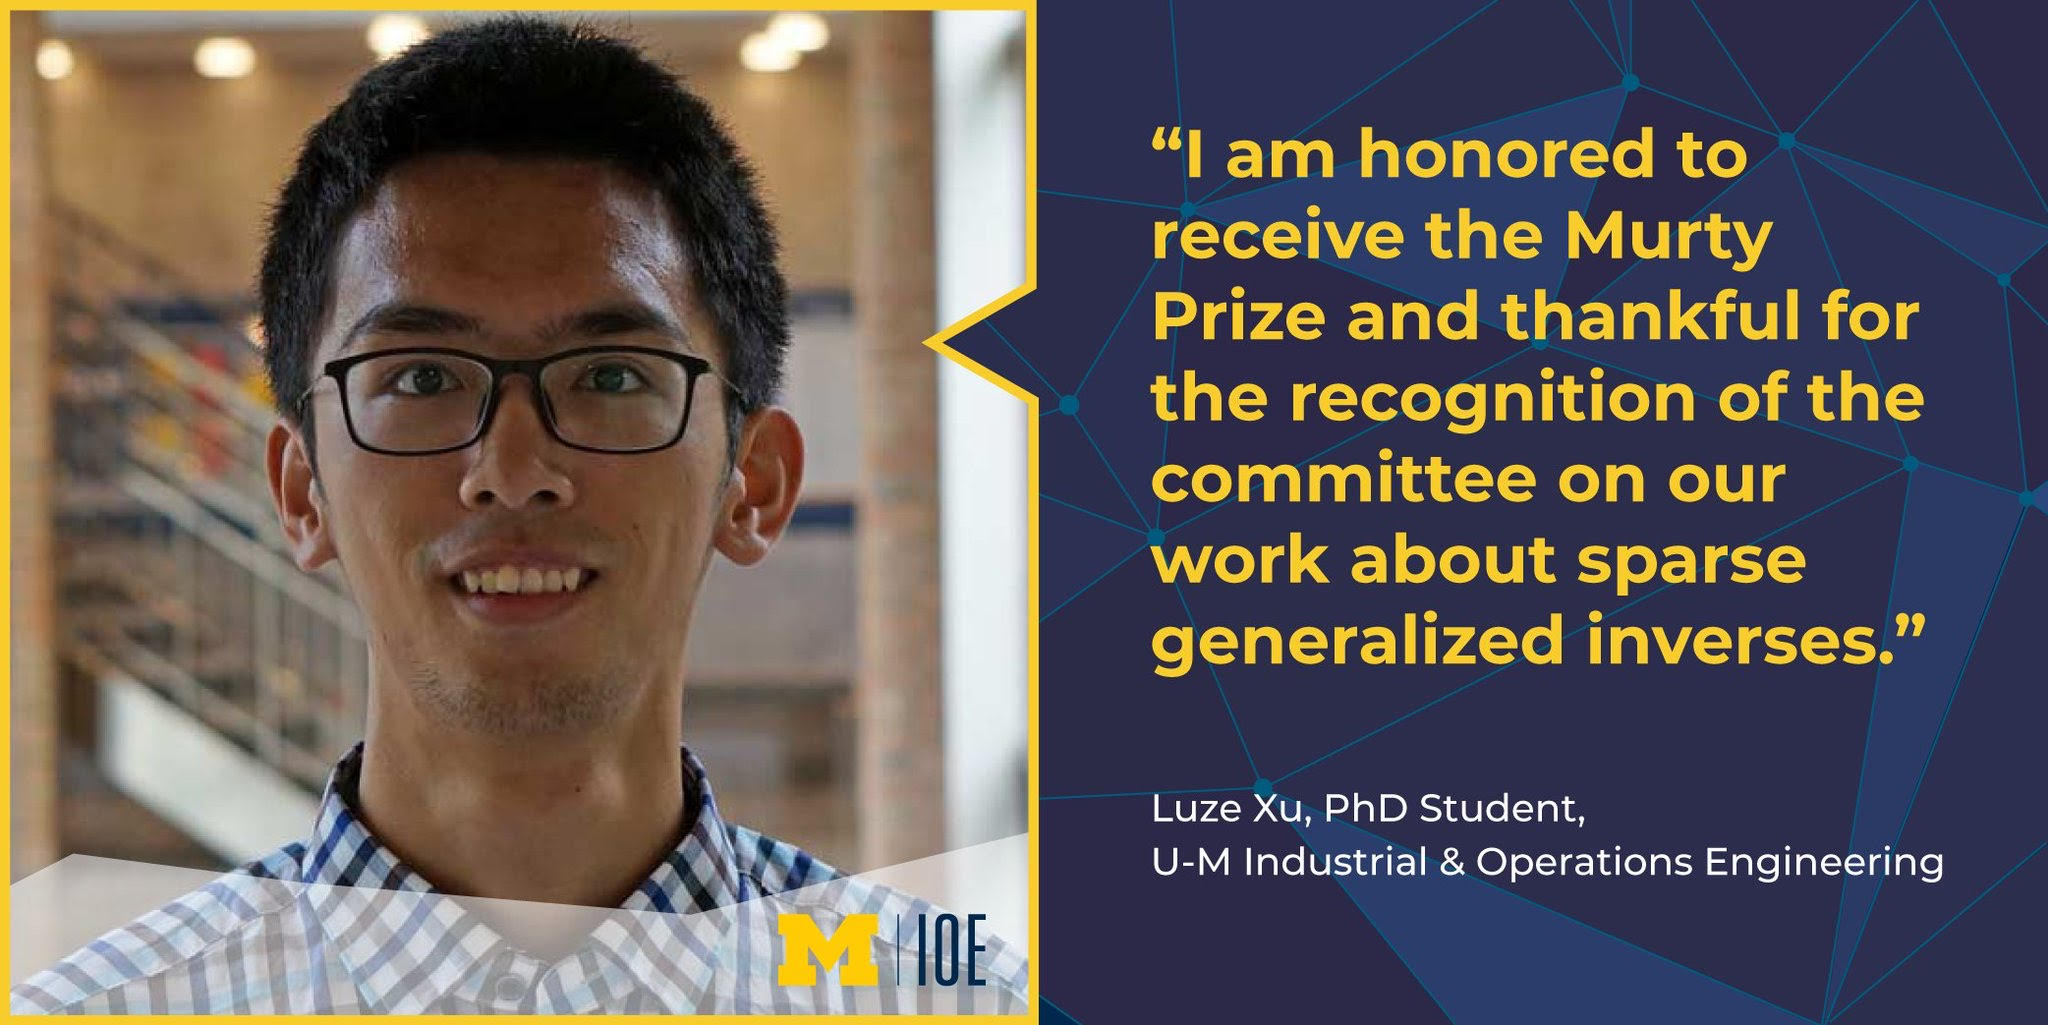 “I am honored to
receive the Murty
Prize and thankful for
the recognition of the
committee on our
work about sparse
generalized inverses.”
Luze Xu, PhD Student,
U-M Industrial & Operations Engineering
M | IOE